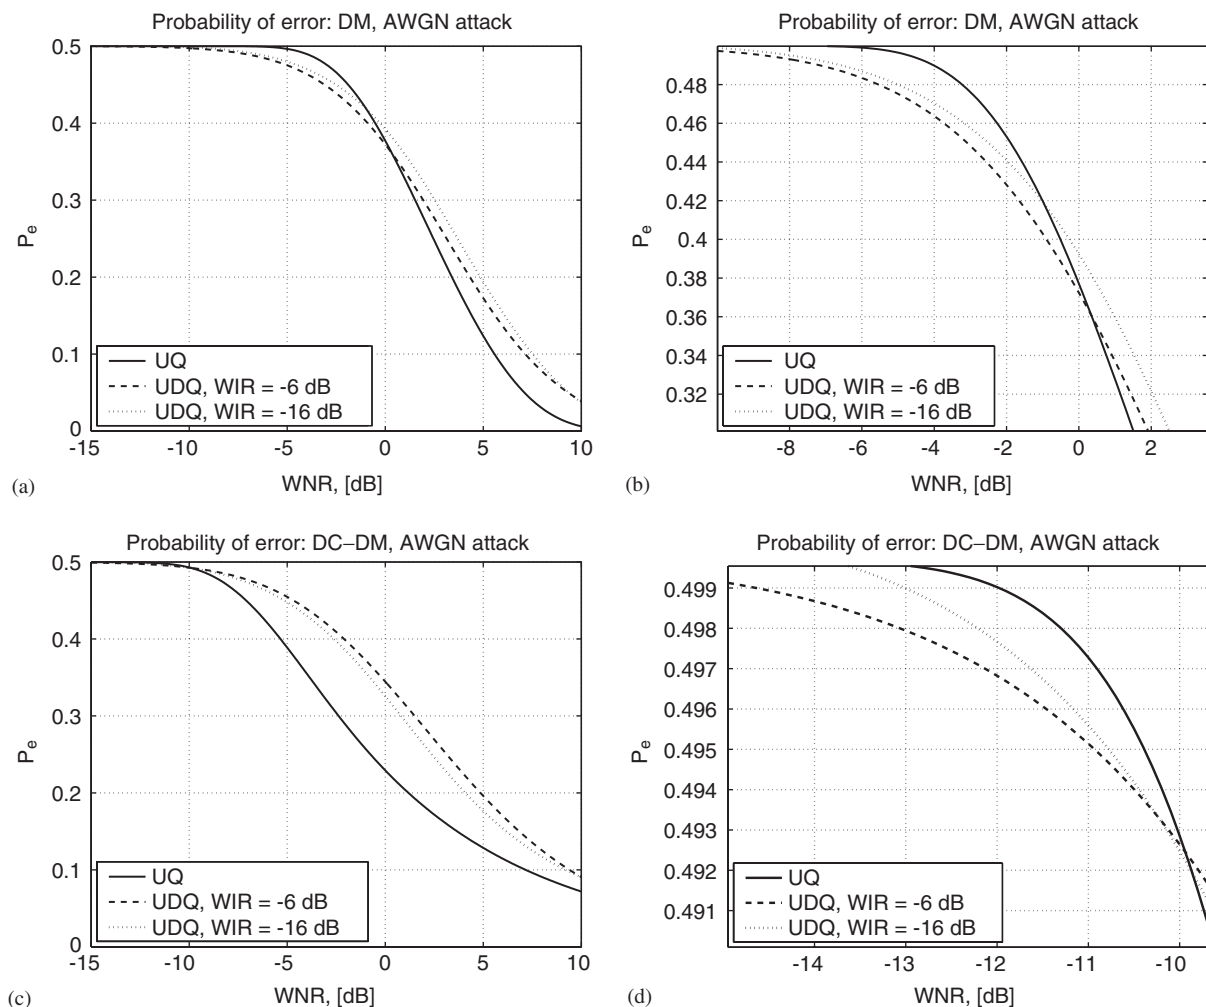 Probability of error: DM, AWGN attack
0.5
0.4
0.3
0.2
0.1
0
Pe
-15
-10
-5
0
5
10
WNR, [dB]
UQ
UDQ, WIR = -6 dB
UDQ, WIR = -16 dB
(a)
Probability of error: DM, AWGN attack
0.48
0.46
0.44
0.42
0.4
0.38
0.36
0.34
0.32
Pe
-8
-6
-4
-2
0
2
WNR, [dB]
UQ
UDQ, WIR = -6 dB
UDQ, WIR = -16 dB
(b)
Probability of error: DC–DM, AWGN attack
0.5
0.4
0.3
0.2
0.1
0
Pe
-15
-10
-5
0
5
10
WNR, [dB]
UQ
UDQ, WIR = -6 dB
UDQ, WIR = -16 dB
(c)
Probability of error: DC–DM, AWGN attack
0.499
0.498
0.497
0.496
0.495
0.494
0.493
0.492
0.491
Pe
-14
-13
-12
-11
-10
WNR, [dB]
UQ
UDQ, WIR = -6 dB
UDQ, WIR = -16 dB
(d)